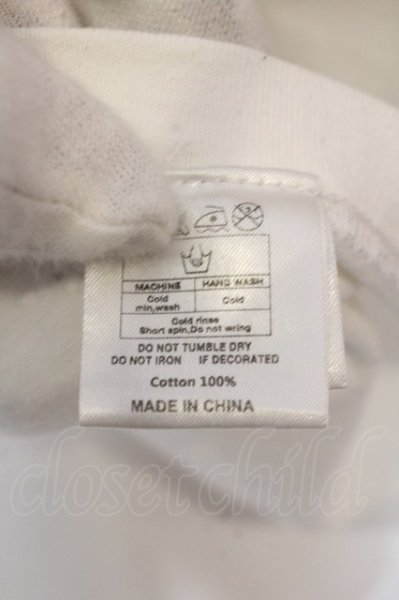 MACHINE HAND WASH
Cold Cold
min,wash
Cold rinse
Short spin,Do not wring
DO NOT TUMBLE DRY
DO NOT IRON IF DECORATED
Cotton 100%
MADE IN CHINA
closet child